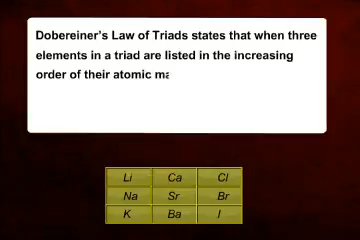 Dobereiner's Law of Triads states that when three
elements in a triad are listed in the increasing
order of their atomic ma
Li Ca Cl
Na Sr Br
K Ba I